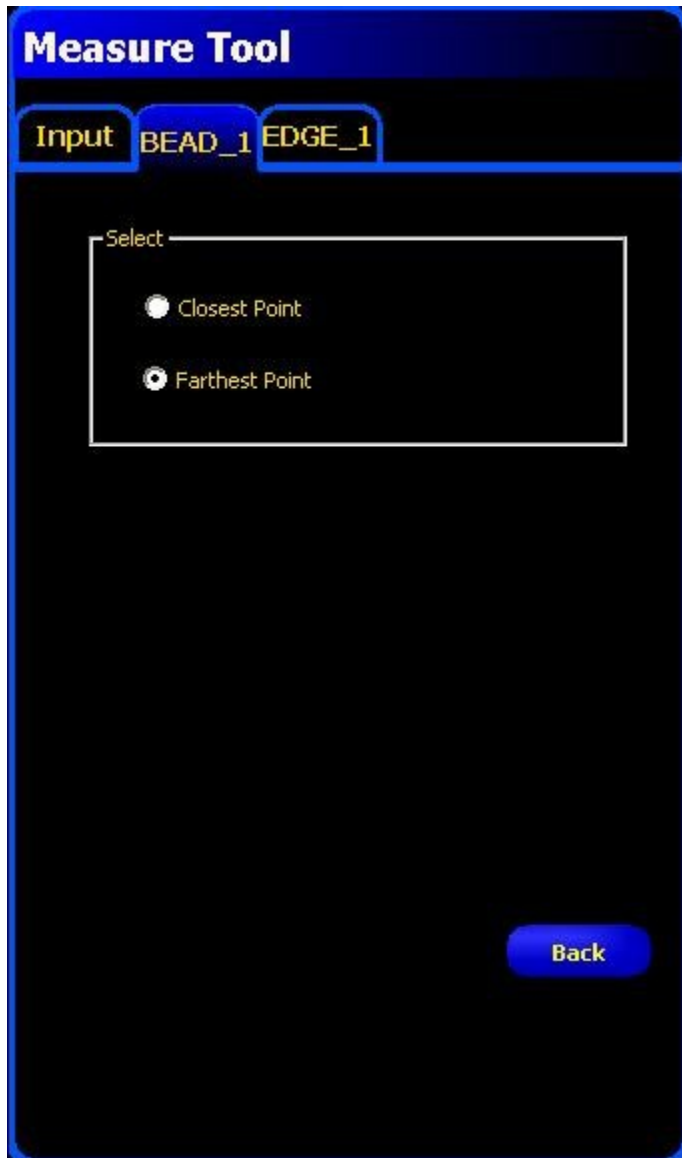 Measure Tool
Input BEAD_1 EDGE_1
Select
Closest Point
Farthest Point
Back